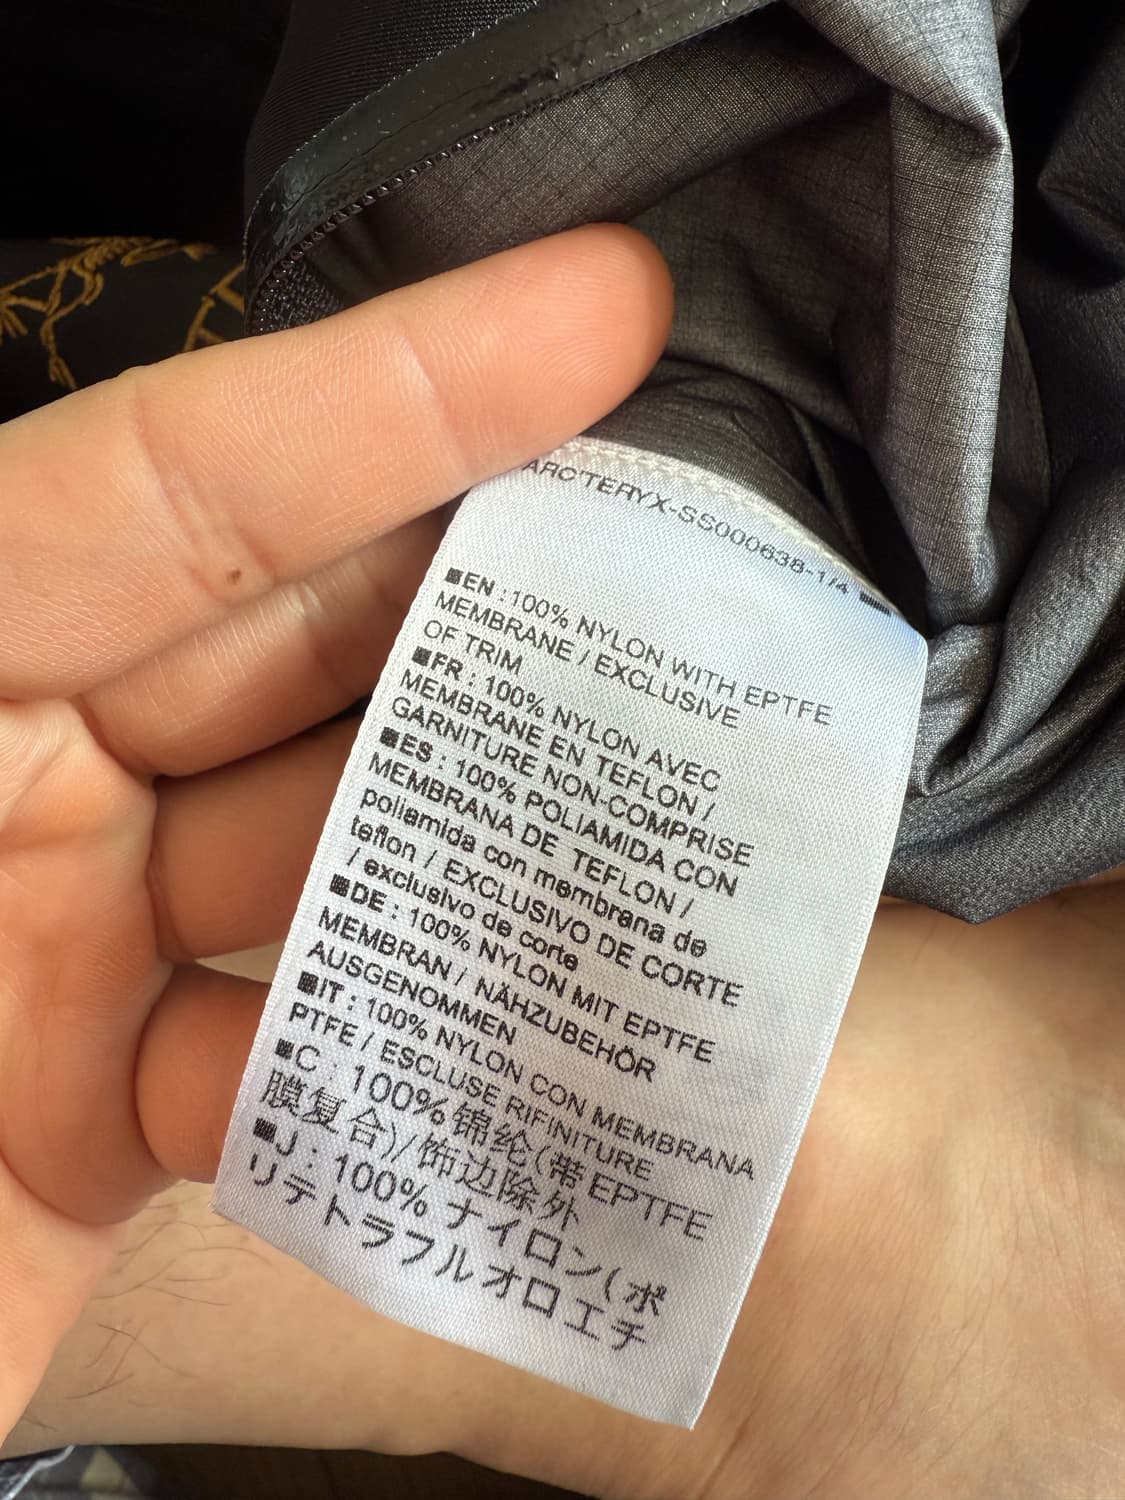 ARC'TERYX-SS000638-1/4
■EN :100% NYLON WITH EPTFE
MEMBRANE / EXCLUSIVE
OF TRIM
■FR : 100% NYLON AVEC
MEMBRANE EN TEFLON /
GARNITURE NON-COMPRISE
■ES : 100% POLIAMIDA CON
MEMBRANA DE TEFLON /
poliamida con membrana de
teflon / EXCLUSIVO DE CORTE
/ exclusivo de corte
■DE : 100% NYLON MIT EPTFE
MEMBRAN / NÄHZUBEHÖR
AUSGENOMMEN
■IT : 100% NYLON CON MEMBRANA
PTFE / ESCLUSE RIFINITURE
■C : 100%锦纶(带EPTFE
膜复合)/饰边除外
■J : 100% ナイロン(ポ
リテトラフルオロエチ